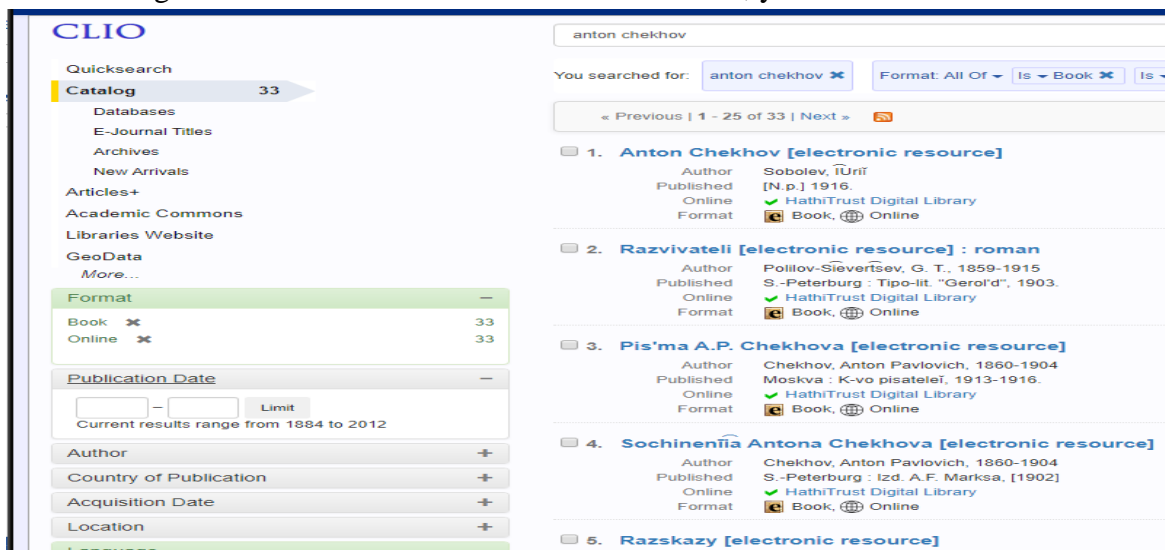 CLIO
Quicksearch
Catalog 33
Databases
E-Journal Titles
Archives
New Arrivals
Articles+
Academic Commons
Libraries Website
GeoData
More...
Format −
Book ✖ 33
Online ✖ 33
Publication Date −
– Limit
Current results range from 1884 to 2012
Author +
Country of Publication +
Acquisition Date +
Location +
anton chekhov
You searched for: anton chekhov ✖ Format: All Of Is Book ✖ Is
« Previous | 1 - 25 of 33 | Next »
1. Anton Chekhov [electronic resource]
Author Sobolev, I͡Uriĭ
Published [N.p.] 1916.
Online HathiTrust Digital Library
Format e Book, Online
2. Razvivateli [electronic resource] : roman
Author Polilov-Si͡evert͡sev, G. T., 1859-1915
Published S.-Peterburg : Tipo-lit. "Gerol'd", 1903.
Online HathiTrust Digital Library
Format e Book, Online
3. Pis'ma A.P. Chekhova [electronic resource]
Author Chekhov, Anton Pavlovich, 1860-1904
Published Moskva : K-vo pisateleĭ, 1913-1916.
Online HathiTrust Digital Library
Format e Book, Online
4. Sochinenīi͡a Antona Chekhova [electronic resource]
Author Chekhov, Anton Pavlovich, 1860-1904
Published S.-Peterburg : Izd. A.F. Marksa, [1902]
Online HathiTrust Digital Library
Format e Book, Online
5. Razskazy [electronic resource]